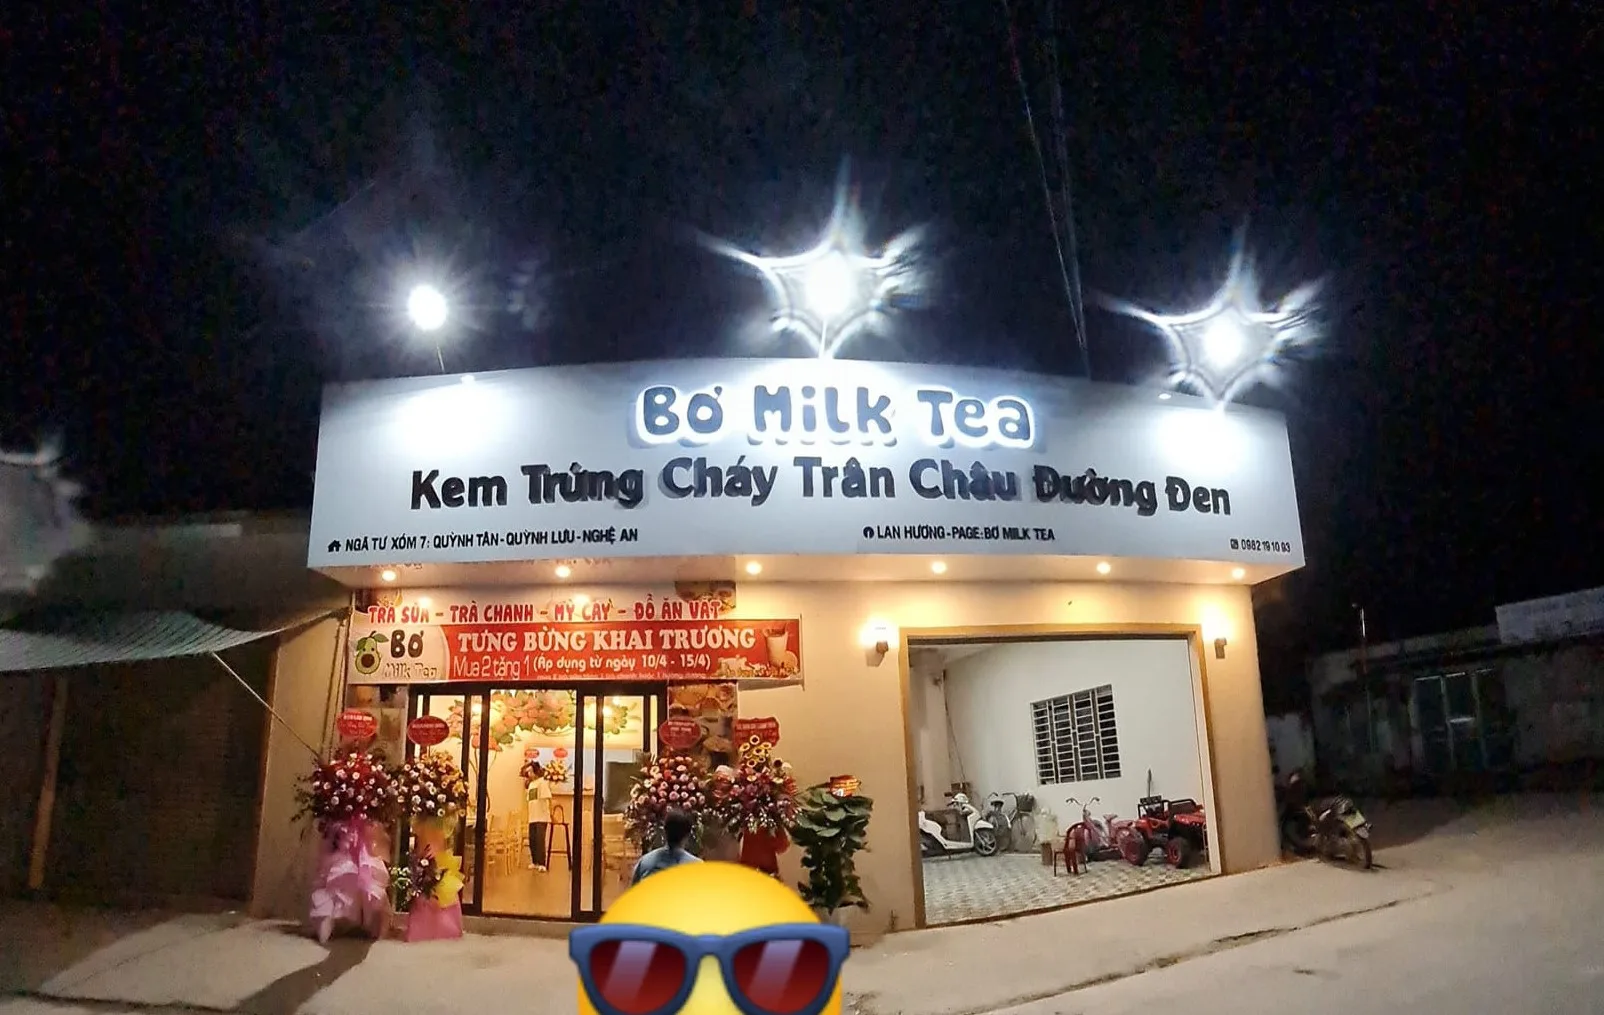 Bơ Milk Tea
Kem Trứng Cháy Trân Châu Đường Đen
NGÃ TƯ XÓM 7: QUỲNH TÂN-QUỲNH LƯU-NGHỆ AN
LAN HƯƠNG-PAGE:BƠ MILK TEA
0982 19 10 93
TRÀ SỮA - TRÀ CHANH - MỲ CAY - ĐỒ ĂN VẶT
BƠ
Milk Tea
TƯNG BỪNG KHAI TRƯƠNG
Mua 2 tặng 1 (Áp dụng từ ngày 10/4 - 15/4)